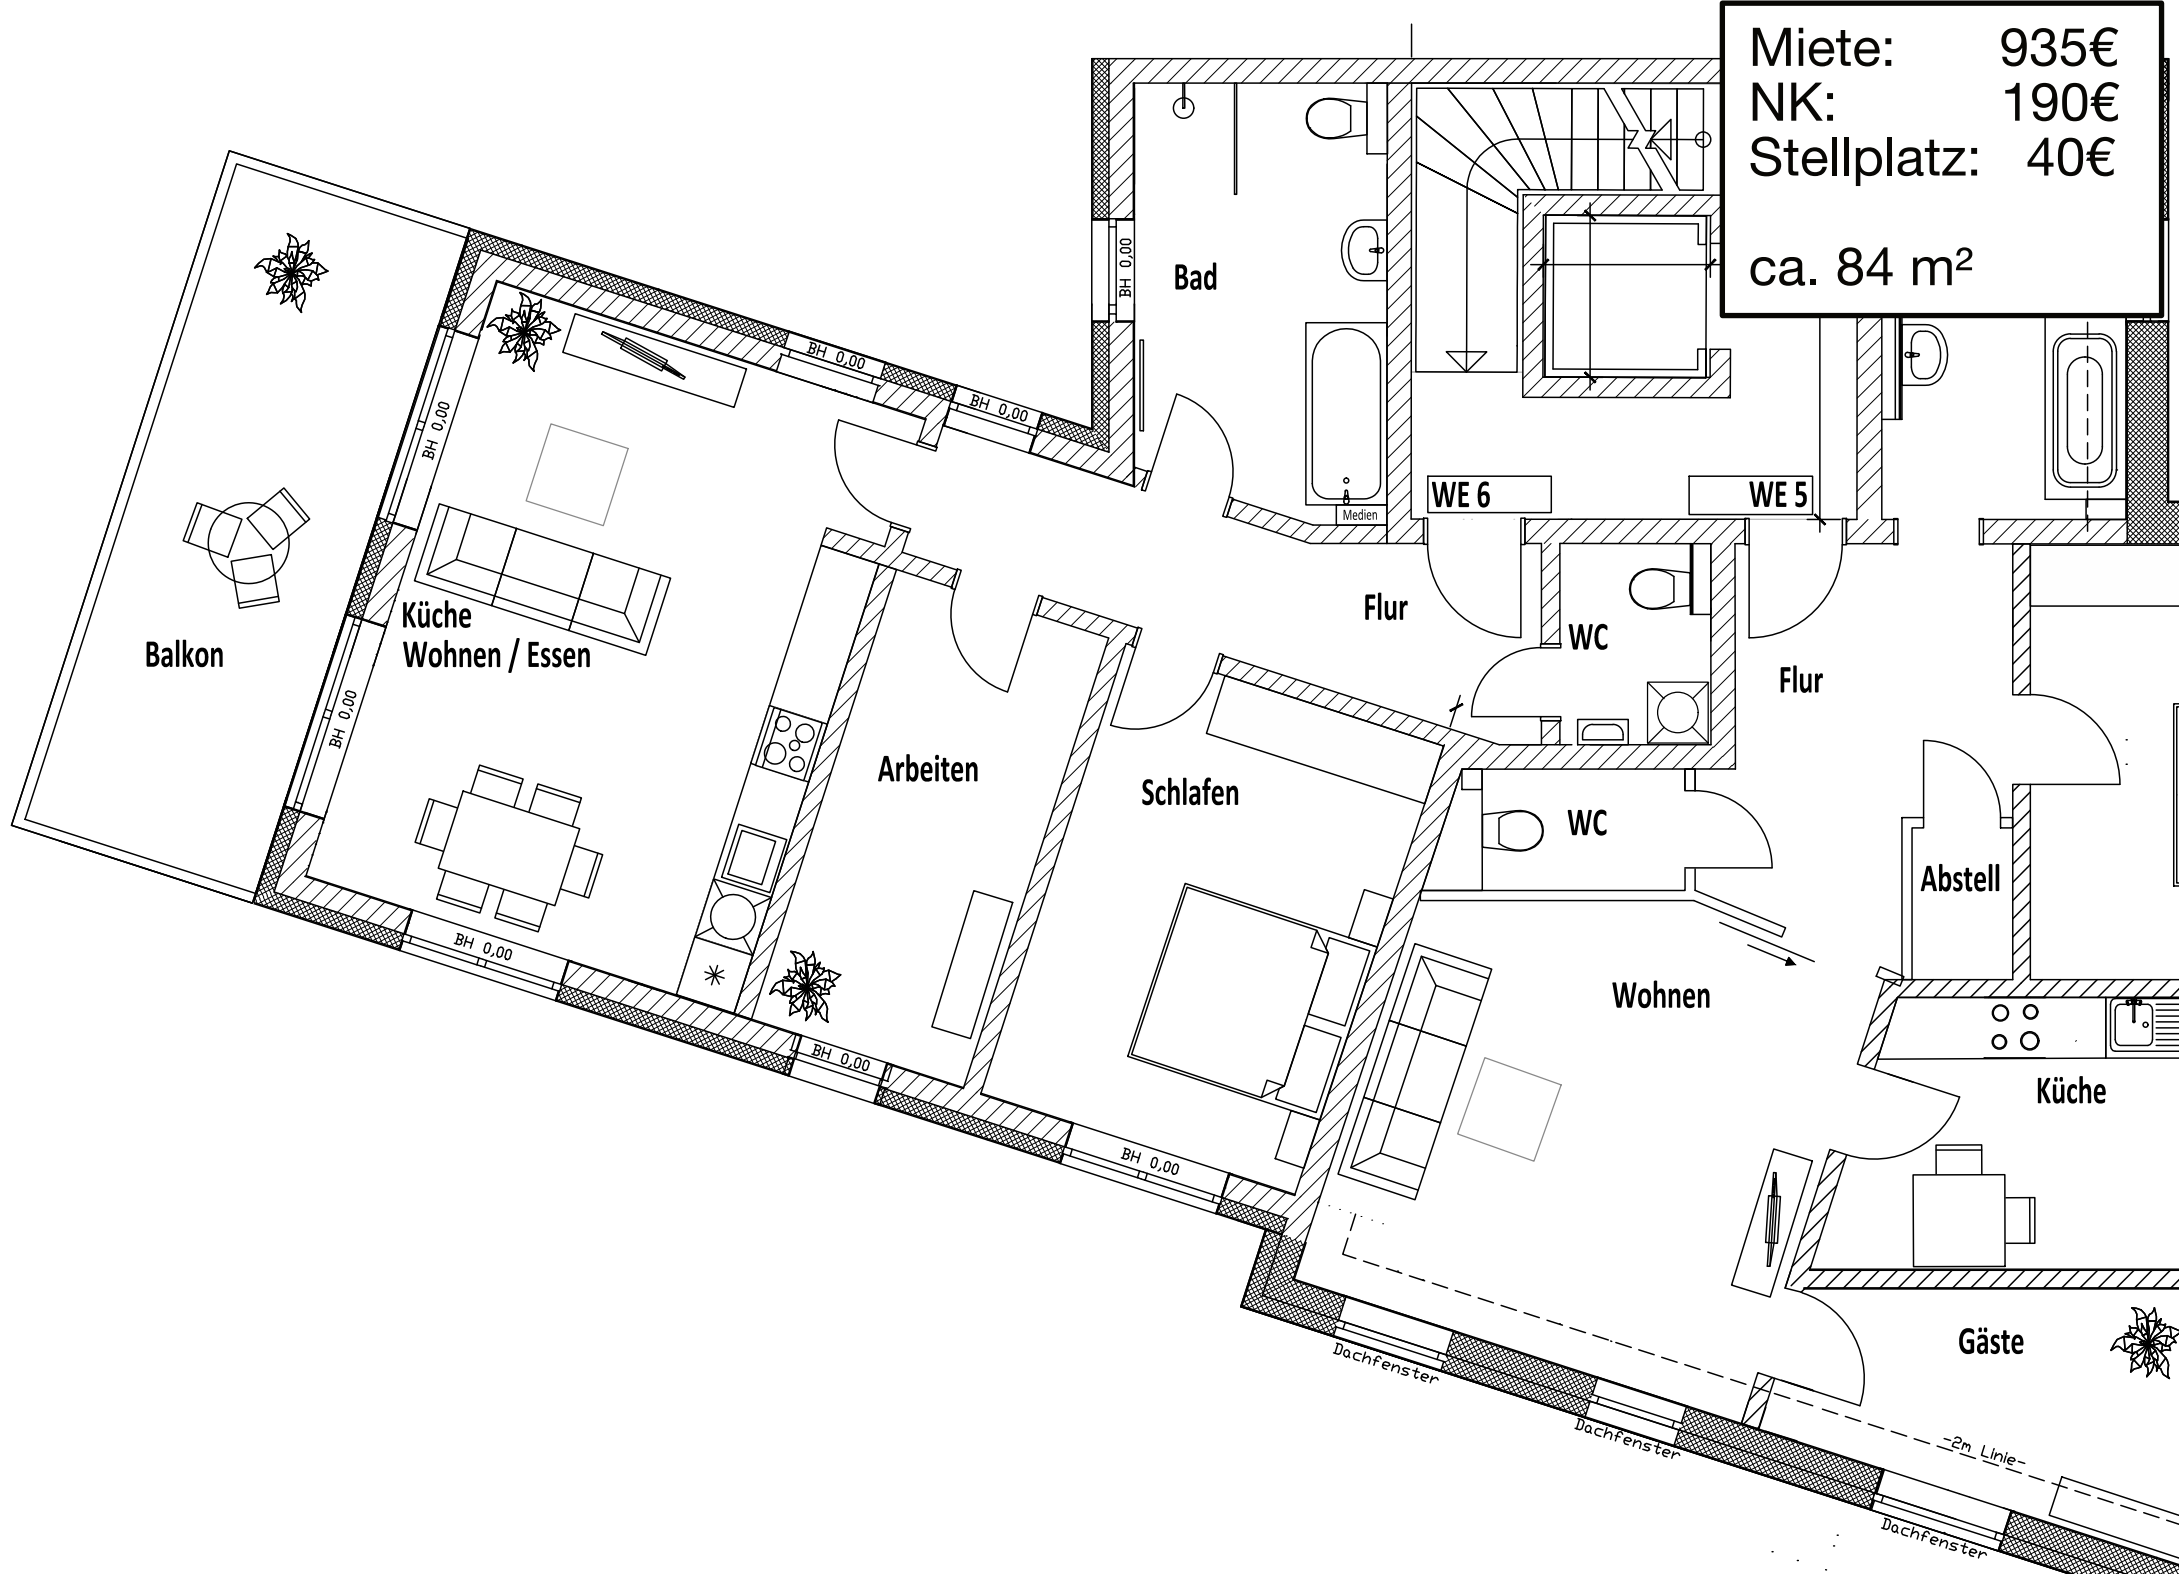 Miete: 935€
NK: 190€
Stellplatz: 40€
ca. 84 m²
BH 0,00
Bad
BH 0,00
BH 0,00
BH 0,00
WE 6
WE 5
Medien
Küche
Wohnen / Essen
Flur
WC
Balkon
BH 0,00
Flur
Arbeiten
Schlafen
WC
Abstell
BH 0,00
Wohnen
BH 0,00
Küche
BH 0,00
Gäste
Dachfenster
Dachfenster
-2m Linie-
Dachfenster